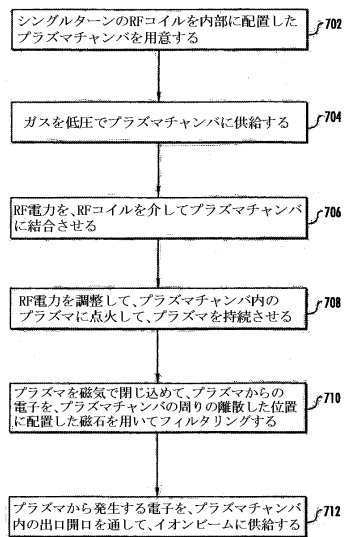 シングルターンのRFコイルを内部に配置した
プラズマチャンバを用意する
702
ガスを低圧でプラズマチャンバに供給する
704
RF電力を、RFコイルを介してプラズマチャンバ
に結合させる
706
RF電力を調整して、プラズマチャンバ内の
プラズマに点火して、プラズマを持続させる
708
プラズマを磁気で閉じ込めて、プラズマからの
電子を、プラズマチャンバの周りの離散した位置
に配置した磁石を用いてフィルタリングする
710
プラズマから発生する電子を、プラズマチャンバ
内の出口開口を通して、イオンビームに供給する
712